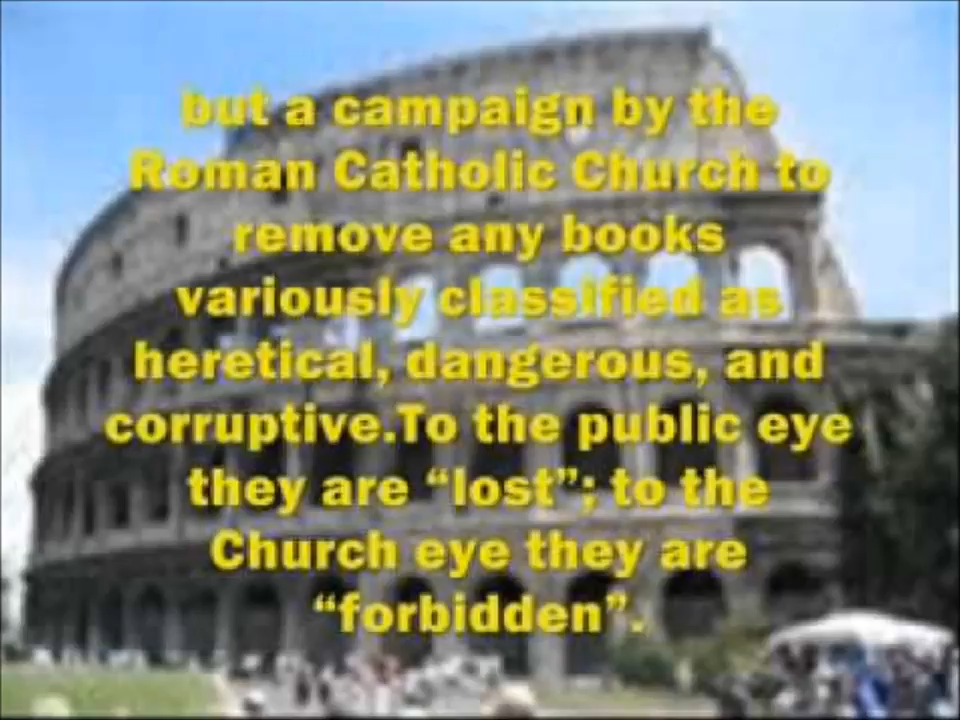 but a campaign by the
Roman Catholic Church to
remove any books
variously classified as
heretical, dangerous, and
corruptive.To the public eye
they are “lost”; to the
Church eye they are
“forbidden”.